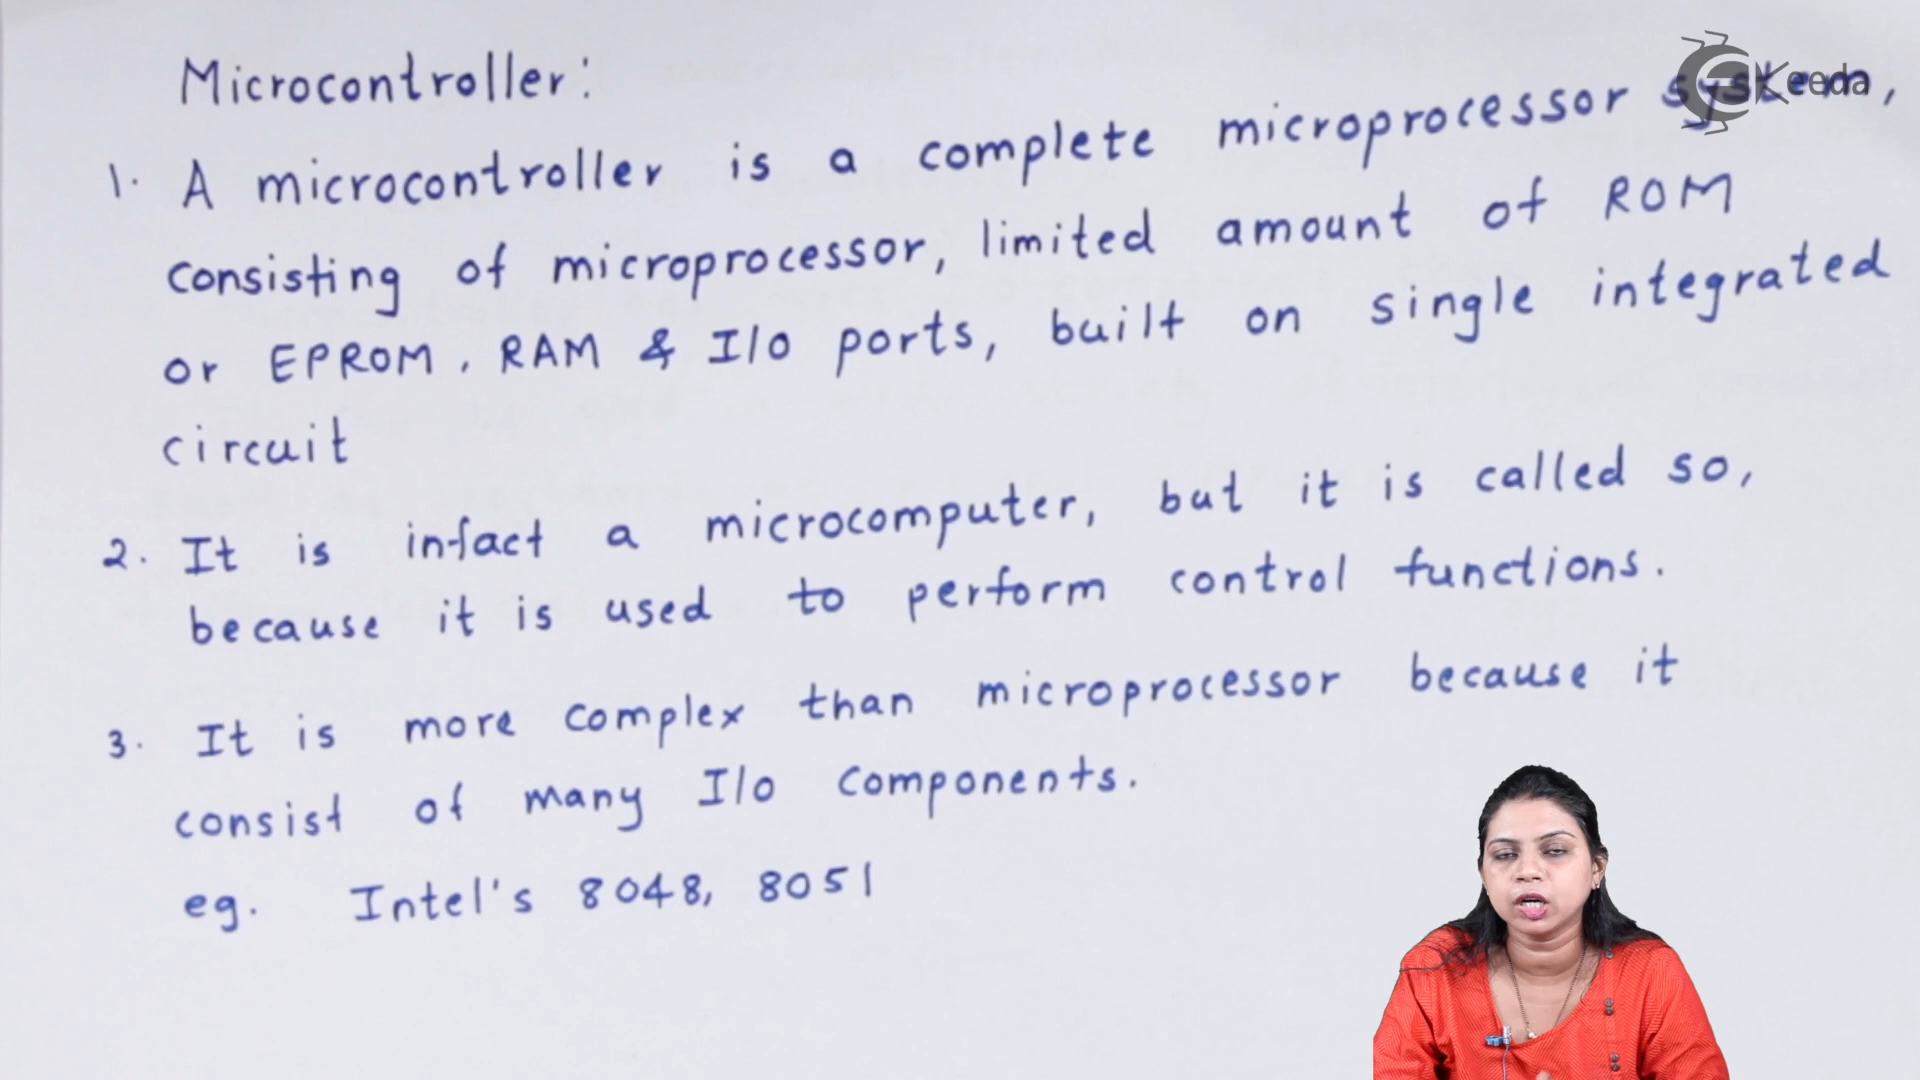 Microcontroller:
1. A microcontroller is a complete microprocessor system,
consisting of microprocessor, limited amount of ROM
or EPROM, RAM & I/O ports, built on single integrated
circuit
2. It is infact a microcomputer, but it is called so,
because it is used to perform control functions.
3. It is more complex than microprocessor because it
consist of many I/O components.
eg. Intel's 8048, 8051
Keeda